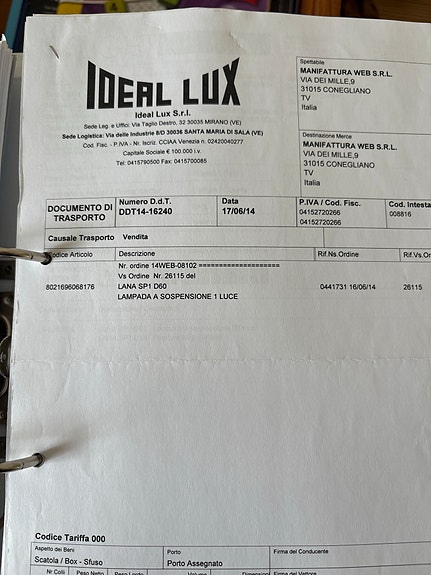 IDEAL LUX
Ideal Lux S.r.l.
Sede Leg. e Uffici: Via Taglio Destro, 32 30035 MIRANO (VE)
Sede Logistica: Via delle Industrie 8/D 30036 SANTA MARIA DI SALA (VE)
Cod. Fisc. - P.IVA - Nr. Iscriz. CCIAA Venezia n. 02420040277
Capitale Sociale € 100.000 i.v.
Tel: 0415790500 Fax: 0415700085
Spettabile
MANIFATTURA WEB S.R.L.
VIA DEI MILLE,9
31015 CONEGLIANO
TV
Italia
Destinazione Merce
MANIFATTURA WEB S.R.L.
VIA DEI MILLE,9
31015 CONEGLIANO
TV
Italia
DOCUMENTO DI TRASPORTO
Numero D.d.T.
DDT14-16240
Data
17/06/14
P.IVA / Cod. Fisc.
04152720266
04152720266
Cod. Intesta
008816
Causale Trasporto Vendita
Codice Articolo Descrizione Rif.Ns.Ordine Rif.Vs.Or
Nr. ordine 14WEB-08102 ====================
Vs Ordine Nr. 26115 del
8021696068176 LANA SP1 D60 0441731 16/06/14 26115
LAMPADA A SOSPENSIONE 1 LUCE
Codice Tariffa 000
Aspetto dei Beni
Scatola / Box - Sfuso
Porto
Porto Assegnato
Firma del Conducente
Nr Colli Peso Netto Peso Lordo Volume Dimensioni Firma del Vettore